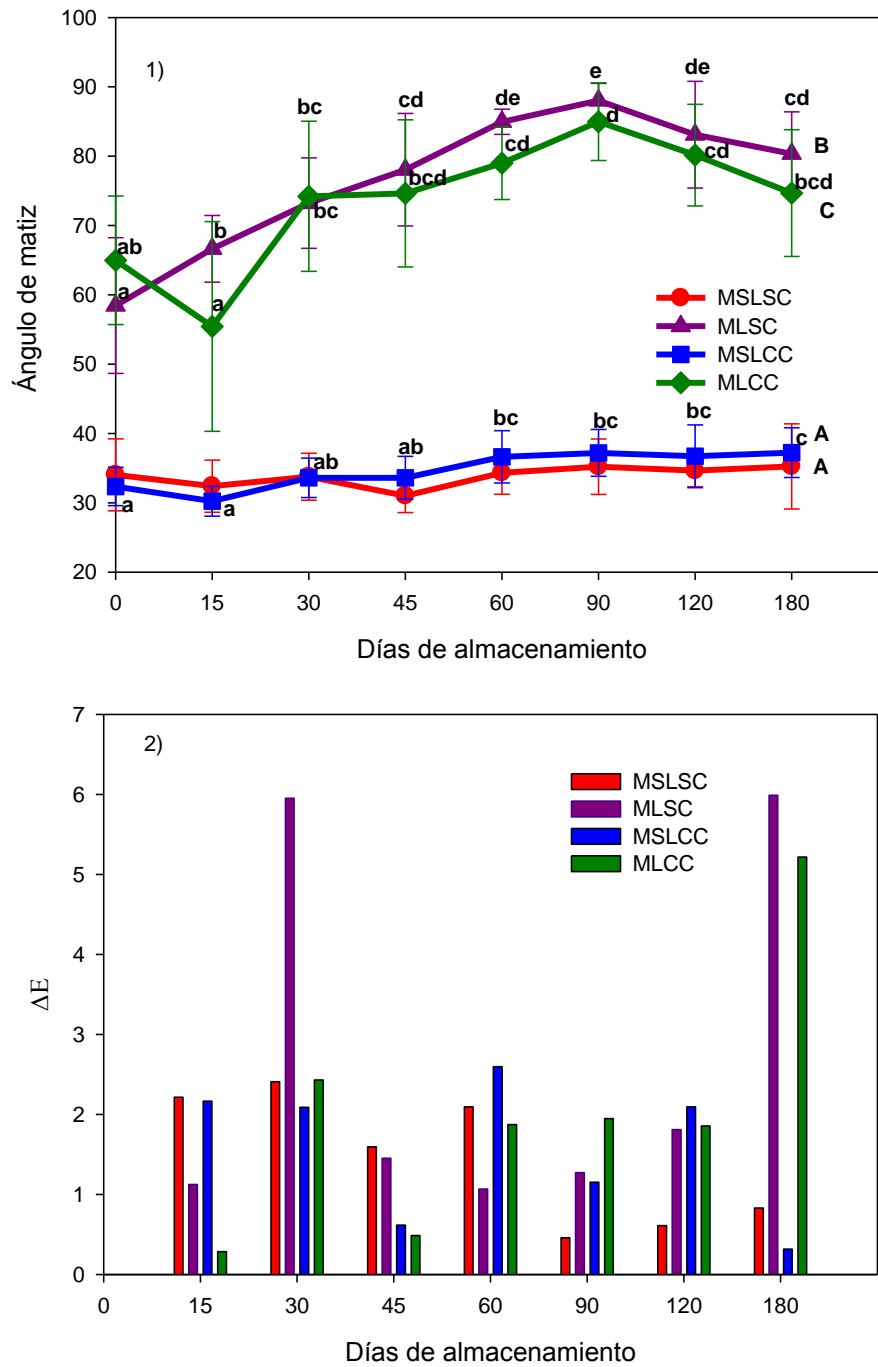 100
1)
e
de
de
cd
cd
bc
90
d
cd
cd
B
80
bcd
bcd
C
b
bc
70
ab
a
a
60
MSLSC
MLSC
MSLCC
MLCC
50
Ángulo de matiz
40
bc
bc
bc
A
ab
c
ab
A
30
a
a
20
0 15 30 45 60 90 120 180
Días de almacenamiento
7
2)
MSLSC
MLSC
MSLCC
MLCC
6
5
4
ΔE
3
2
1
0
0 15 30 45 60 90 120 180
Días de almacenamiento